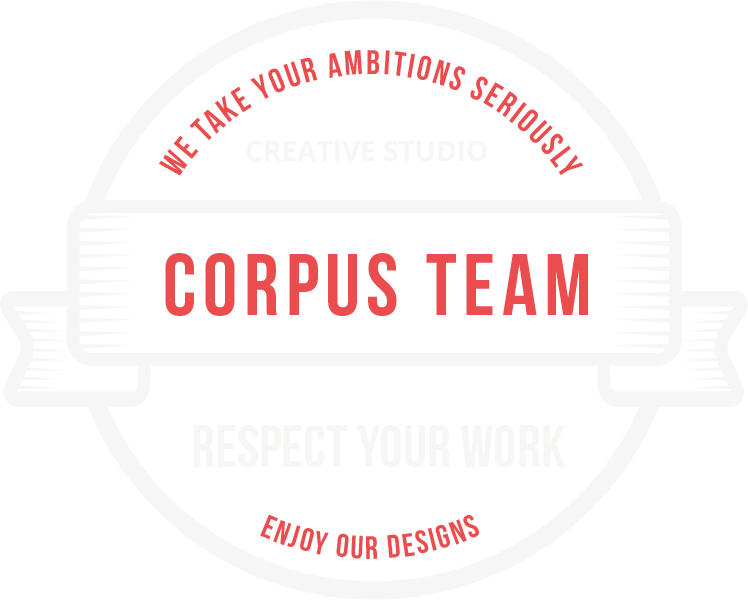 WE TAKE YOUR AMBITIONS SERIOUSLY
CREATIVE STUDIO
CORPUS TEAM
RESPECT YOUR WORK
ENJOY OUR DESIGNS